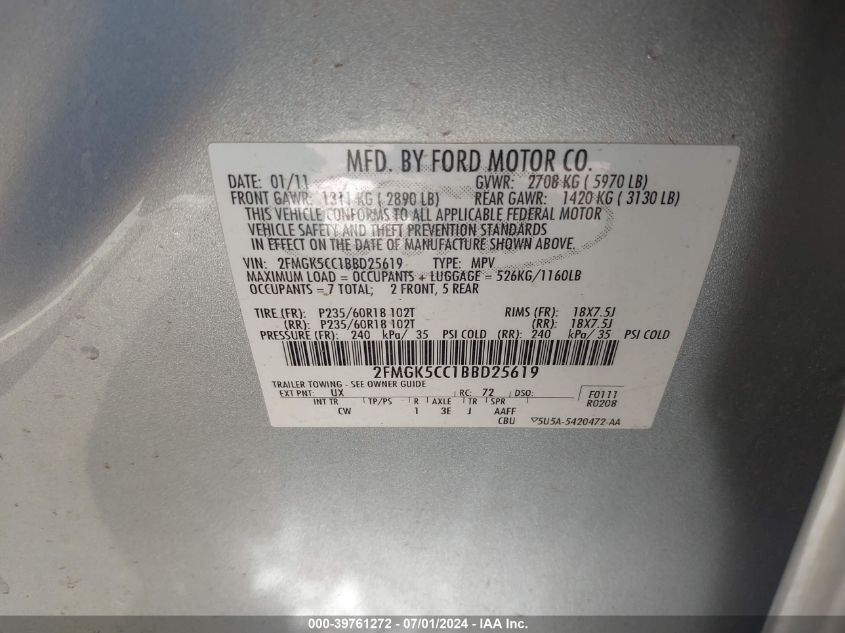 MFD. BY FORD MOTOR CO.
DATE: 01/11 GVWR: 2708 KG ( 5970 LB)
FRONT GAWR: 1311 KG ( 2890 LB) REAR GAWR: 1420 KG ( 3130 LB)
THIS VEHICLE CONFORMS TO ALL APPLICABLE FEDERAL MOTOR
VEHICLE SAFETY AND THEFT PREVENTION STANDARDS
IN EFFECT ON THE DATE OF MANUFACTURE SHOWN ABOVE.
VIN: 2FMGK5CC1BBD25619 TYPE: MPV
MAXIMUM LOAD = OCCUPANTS + LUGGAGE = 526KG/1160LB
OCCUPANTS = 7 TOTAL; 2 FRONT, 5 REAR
TIRE (FR): P235/60R18 102T RIMS (FR): 18X7.5J
(RR): P235/60R18 102T (RR): 18X7.5J
PRESSURE (FR): 240 kPa/ 35 PSI COLD (RR): 240 kPa/ 35 PSI COLD
2FMGK5CC1BBD25619
TRAILER TOWING - SEE OWNER GUIDE
EXT PNT: UX RC: 72 DSO: F0111
INT TR TP/PS R AXLE TR SPR R0208
CW 1 3E J AAFF
CBU 5U5A-5420472-AA
000-39761272 - 07/01/2024 - IAA Inc.